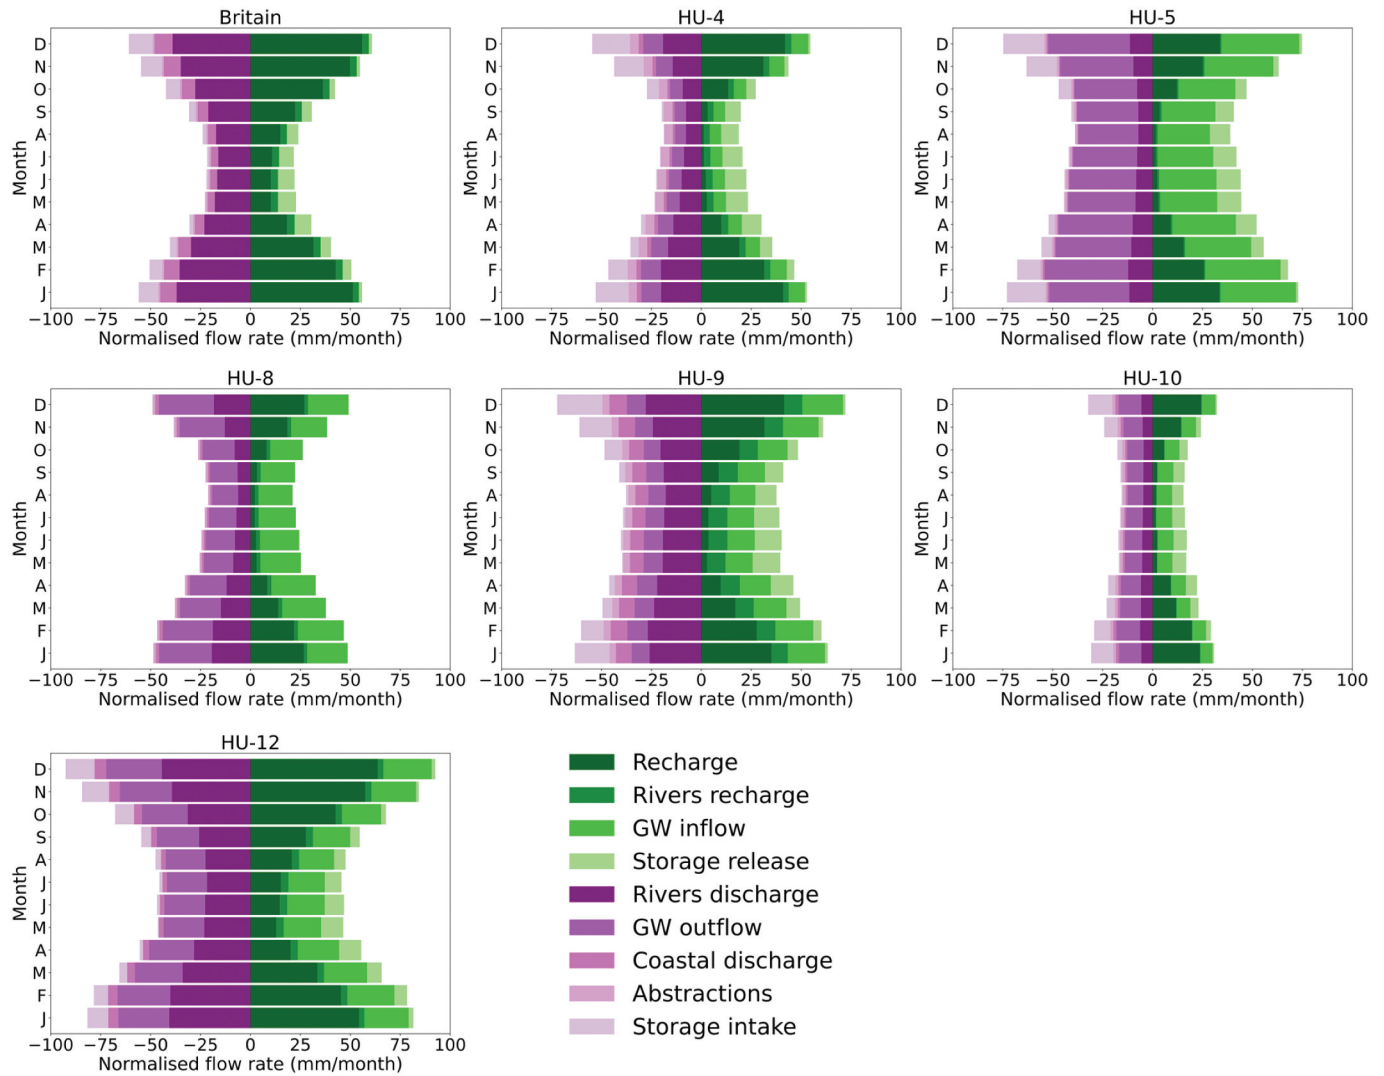 Britain
Month
D
N
O
S
A
J
J
M
A
M
F
J
−100 −75 −50 −25 0 25 50 75 100
Normalised flow rate (mm/month)
HU-4
Month
D
N
O
S
A
J
J
M
A
M
F
J
−100 −75 −50 −25 0 25 50 75 100
Normalised flow rate (mm/month)
HU-5
Month
D
N
O
S
A
J
J
M
A
M
F
J
−100 −75 −50 −25 0 25 50 75 100
Normalised flow rate (mm/month)
HU-8
Month
D
N
O
S
A
J
J
M
A
M
F
J
−100 −75 −50 −25 0 25 50 75 100
Normalised flow rate (mm/month)
HU-9
Month
D
N
O
S
A
J
J
M
A
M
F
J
−100 −75 −50 −25 0 25 50 75 100
Normalised flow rate (mm/month)
HU-10
Month
D
N
O
S
A
J
J
M
A
M
F
J
−100 −75 −50 −25 0 25 50 75 100
Normalised flow rate (mm/month)
HU-12
Month
D
N
O
S
A
J
J
M
A
M
F
J
−100 −75 −50 −25 0 25 50 75 100
Normalised flow rate (mm/month)
Recharge
Rivers recharge
GW inflow
Storage release
Rivers discharge
GW outflow
Coastal discharge
Abstractions
Storage intake